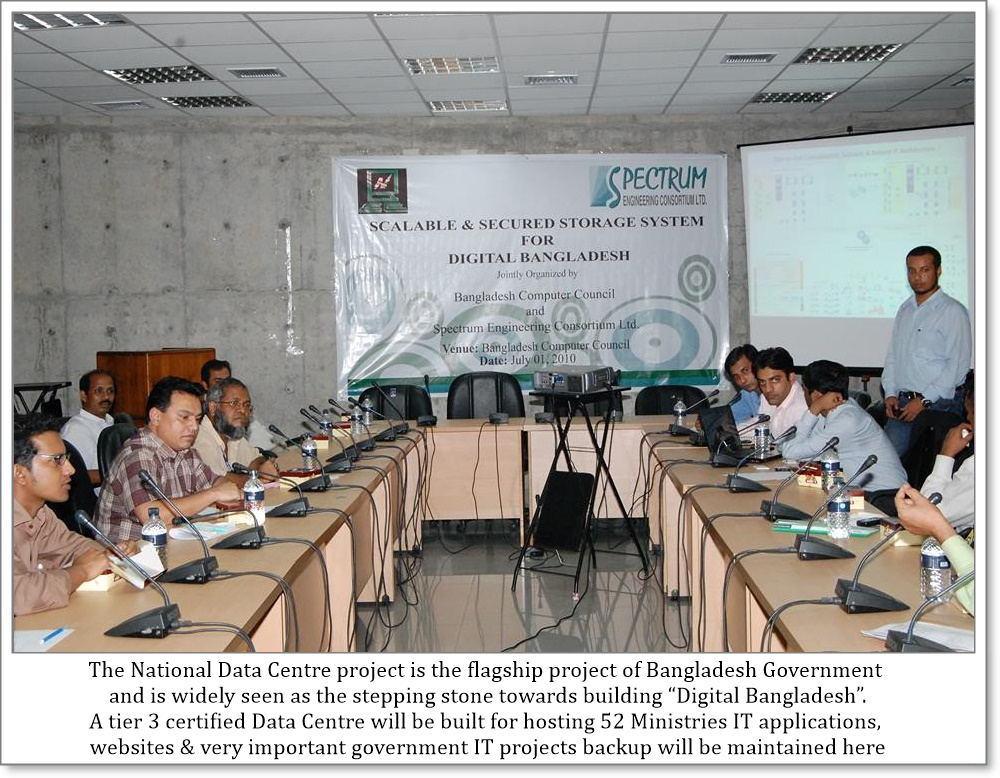 SPECTRUM
ENGINEERING CONSORTIUM LTD.
SCALABLE & SECURED STORAGE SYSTEM
FOR
DIGITAL BANGLADESH
Jointly Organized by
Bangladesh Computer Council
and
Spectrum Engineering Consortium Ltd.
Venue: Bangladesh Computer Council
Date: July 01, 2010
The National Data Centre project is the flagship project of Bangladesh Government
and is widely seen as the stepping stone towards building “Digital Bangladesh”.
A tier 3 certified Data Centre will be built for hosting 52 Ministries IT applications,
websites & very important government IT projects backup will be maintained here